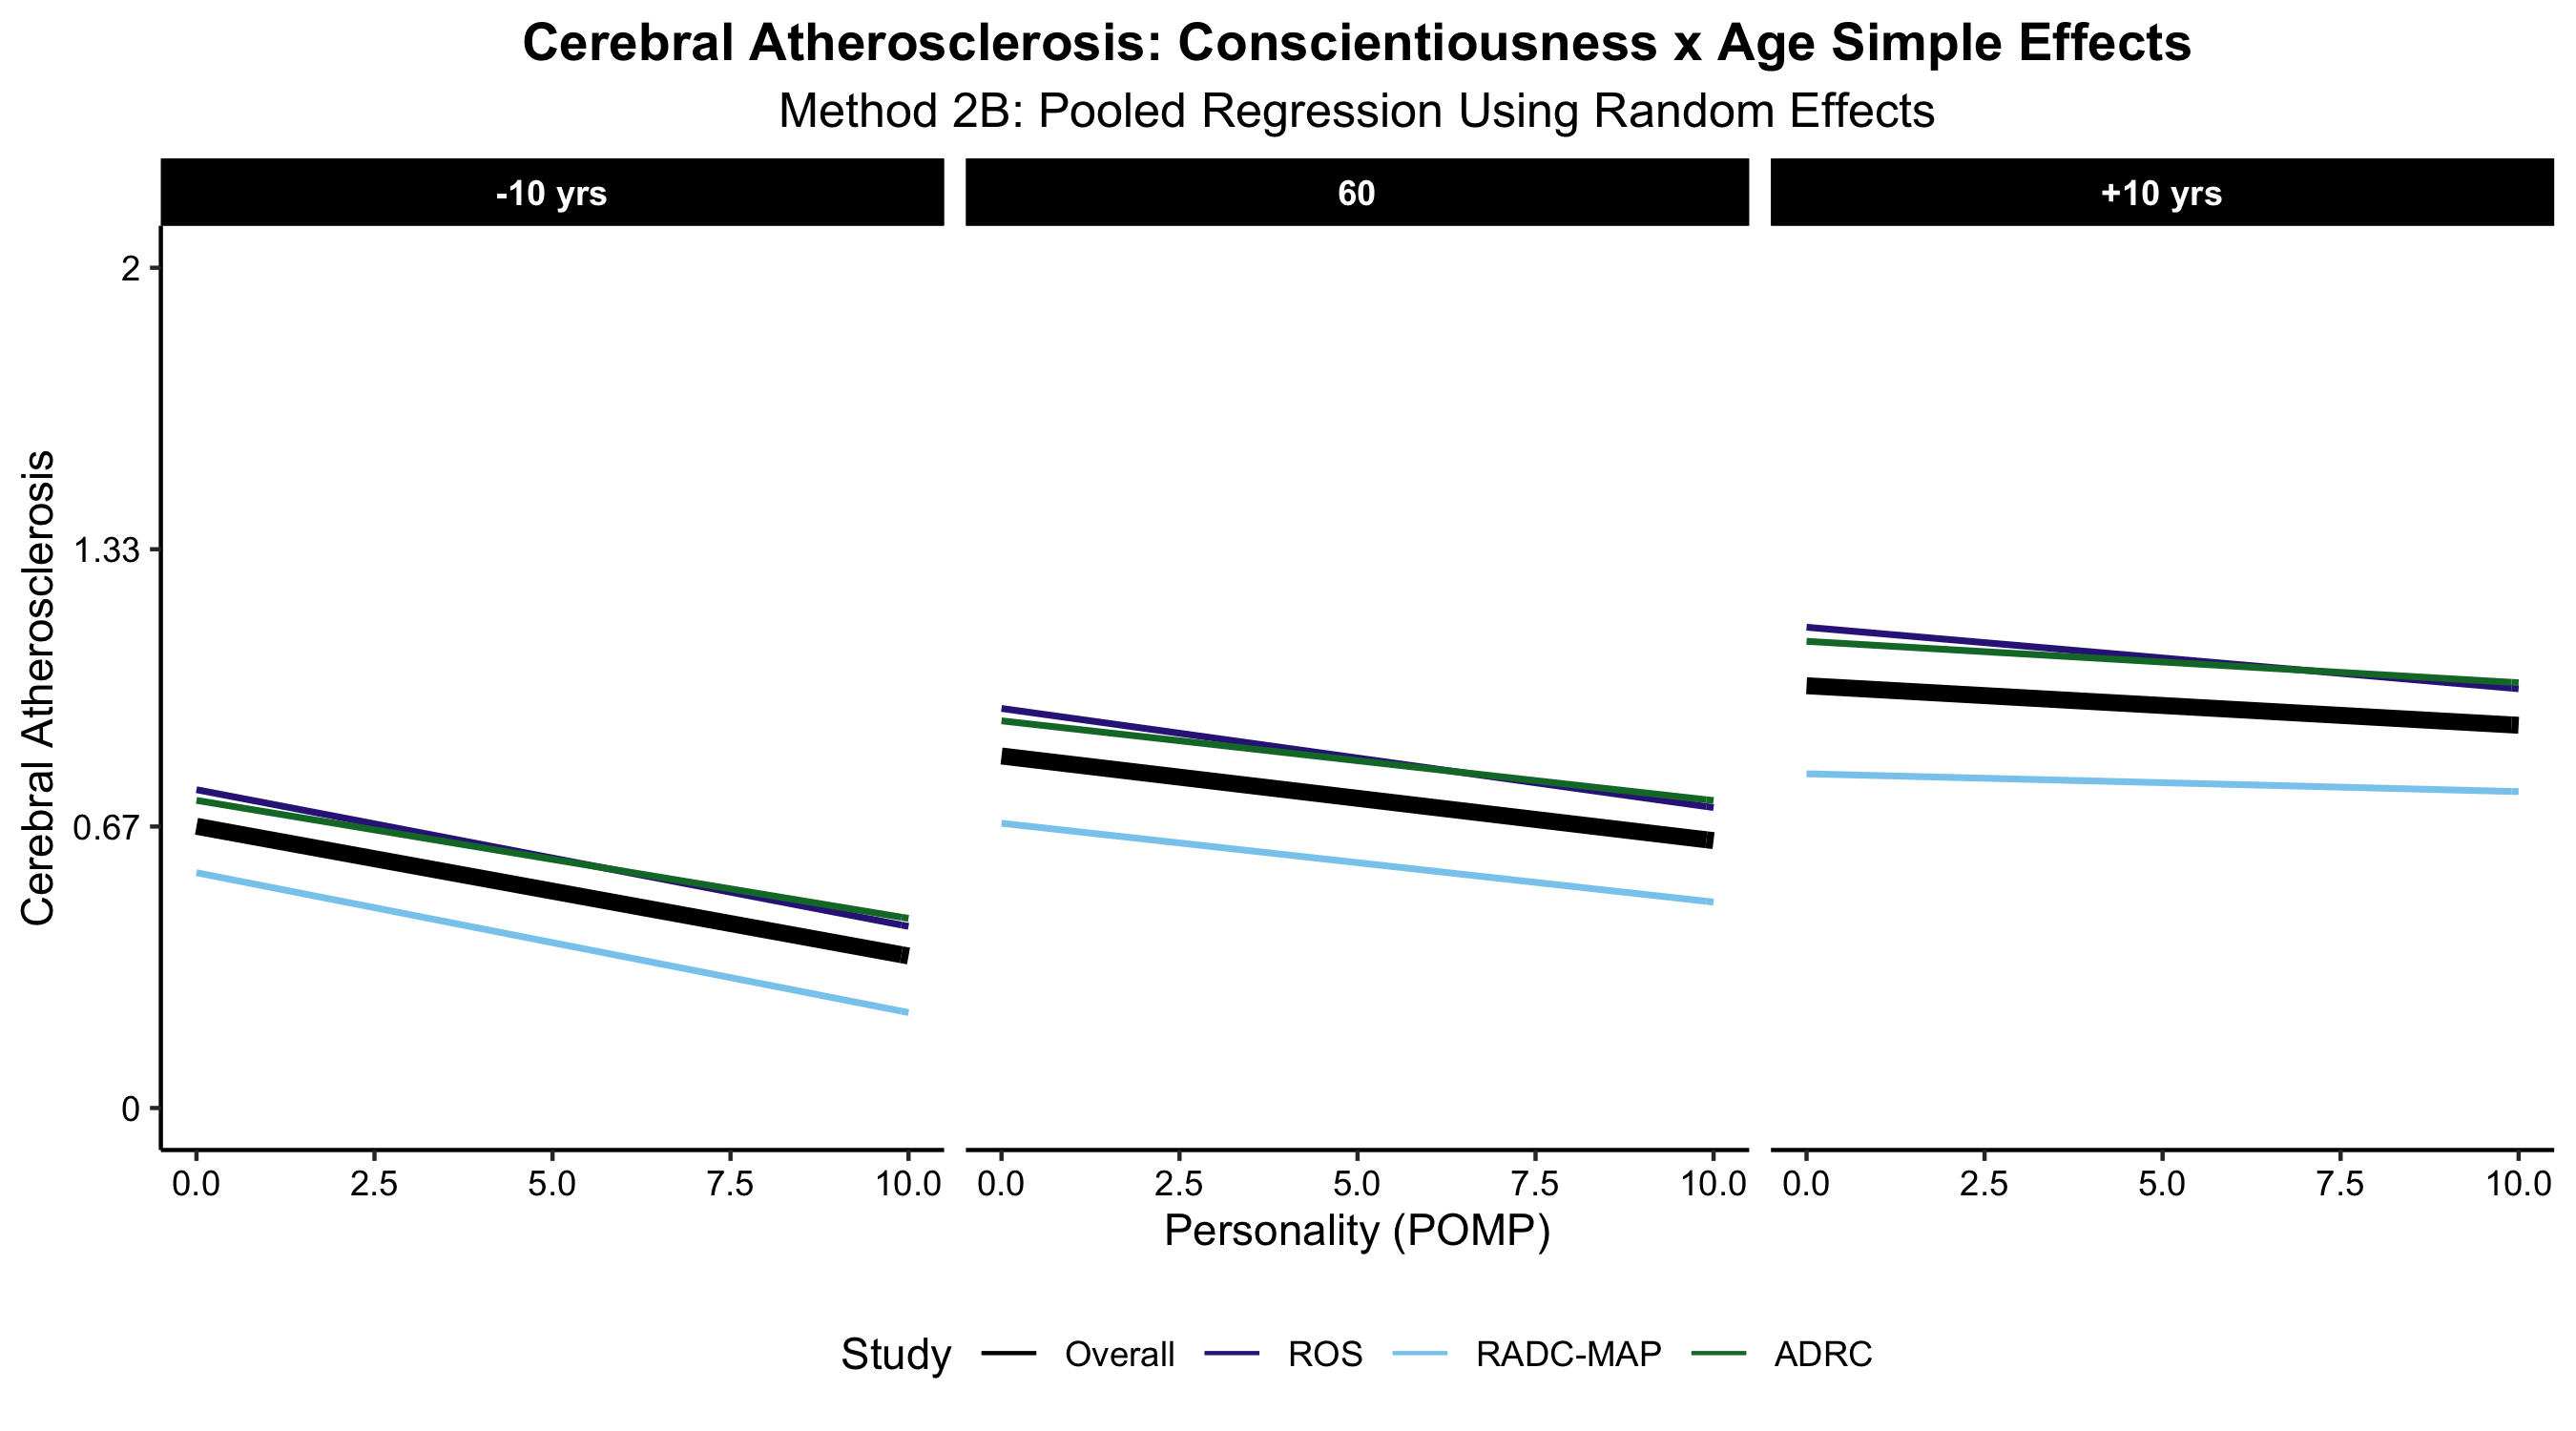 Cerebral Atherosclerosis: Conscientiousness x Age Simple Effects
Method 2B: Pooled Regression Using Random Effects
-10 yrs 60 +10 yrs
Cerebral Atherosclerosis
2
1.33
0.67
0
0.0 2.5 5.0 7.5 10.0 0.0 2.5 5.0 7.5 10.0 0.0 2.5 5.0 7.5 10.0
Personality (POMP)
Study Overall ROS RADC-MAP ADRC